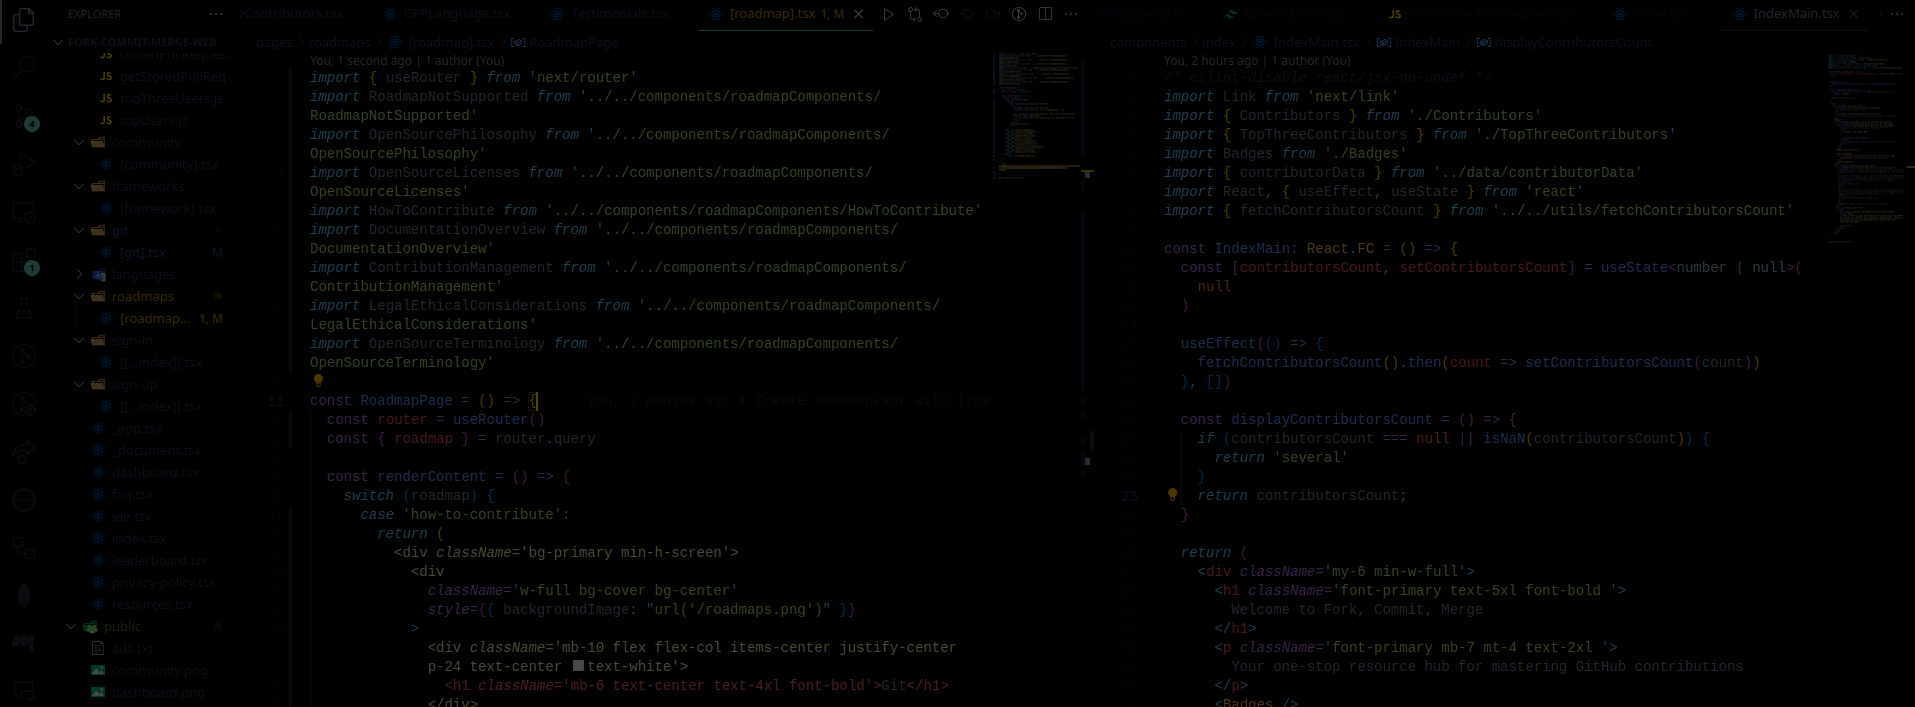 EXPLORER
FORK-COMMIT-MERGE-WEB
closedPullReques...
getStoredPullReq...
topThreeUsers.js
topUsers.js
community
[community].tsx
frameworks
[framework].tsx
git
[git].tsx M
languages
roadmaps
[roadmap... 1, M
sign-in
[[...index]].tsx
sign-up
[[...index]].tsx
_app.tsx
_document.tsx
dashboard.tsx
faq.tsx
ide.tsx
index.tsx
leaderboard.tsx
privacy-policy.tsx
resources.tsx
public
ads.txt
community.png
dashboard.png
4
1
eContributors.tsx CPPLanguage.tsx Testimonials.tsx [roadmap].tsx 1, M
pages > roadmaps > [roadmap].tsx > RoadmapPage
You, 1 second ago | 1 author (You)
import { useRouter } from 'next/router'
import RoadmapNotSupported from '../../components/roadmapComponents/
RoadmapNotSupported'
import OpenSourcePhilosophy from '../../components/roadmapComponents/
OpenSourcePhilosophy'
import OpenSourceLicenses from '../../components/roadmapComponents/
OpenSourceLicenses'
import HowToContribute from '../../components/roadmapComponents/HowToContribute'
import DocumentationOverview from '../../components/roadmapComponents/
DocumentationOverview'
import ContributionManagement from '../../components/roadmapComponents/
ContributionManagement'
import LegalEthicalConsiderations from '../../components/roadmapComponents/
LegalEthicalConsiderations'
import OpenSourceTerminology from '../../components/roadmapComponents/
OpenSourceTerminology'
11 const RoadmapPage = () => { You, 2 months ago • Create RoadmapPage with [roa
const router = useRouter()
const { roadmap } = router.query
const renderContent = () => {
switch (roadmap) {
case 'how-to-contribute':
return (
<div className='bg-primary min-h-screen'>
<div
className='w-full bg-cover bg-center'
style={{ backgroundImage: "url('/roadmaps.png')" }}
>
<div className='mb-10 flex flex-col items-center justify-center
p-24 text-center text-white'>
<h1 className='mb-6 text-center text-4xl font-bold'>Git</h1>
</div>
tailwind.config.js index.tsx IndexMain.tsx
components > index > IndexMain.tsx > IndexMain > displayContributorsCount
You, 2 hours ago | 1 author (You)
/* eslint-disable react/jsx-no-undef */
import Link from 'next/link'
import { Contributors } from './Contributors'
import { TopThreeContributors } from './TopThreeContributors'
import Badges from './Badges'
import { contributorData } from '../data/contributorData'
import React, { useEffect, useState } from 'react'
import { fetchContributorsCount } from '../../utils/fetchContributorsCount'
const IndexMain: React.FC = () => {
const [contributorsCount, setContributorsCount] = useState<number | null>(
null
)
useEffect(() => {
fetchContributorsCount().then(count => setContributorsCount(count))
}, [])
const displayContributorsCount = () => {
if (contributorsCount === null || isNaN(contributorsCount)) {
return 'several'
}
23 return contributorsCount;
}
return (
<div className='my-6 min-w-full'>
<h1 className='font-primary text-5xl font-bold '>
Welcome to Fork, Commit, Merge
</h1>
<p className='font-primary mb-7 mt-4 text-2xl '>
Your one-stop resource hub for mastering GitHub contributions
</p>
<Badges />